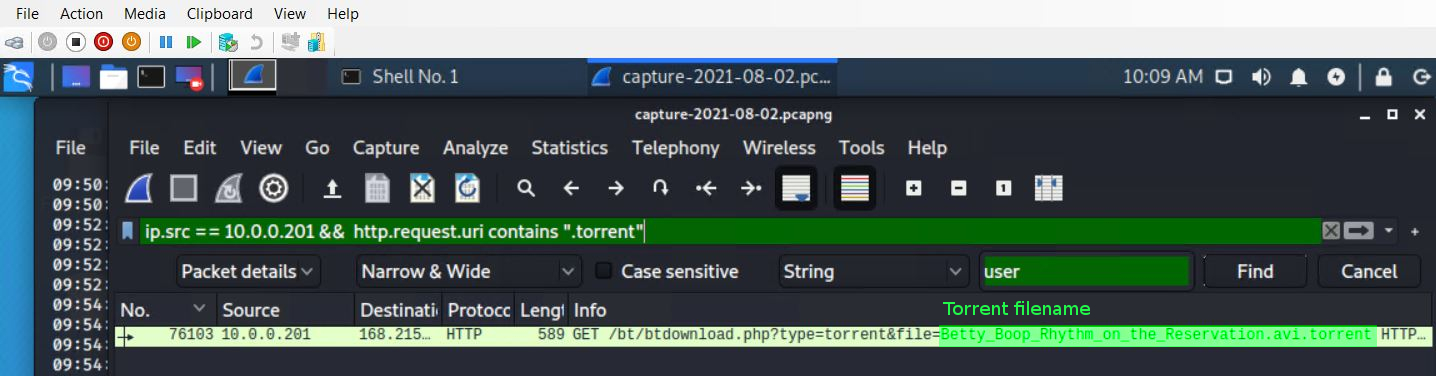 File Action Media Clipboard View Help
Shell No. 1 capture-2021-08-02.pc... 10:09 AM
capture-2021-08-02.pcapng
File File Edit View Go Capture Analyze Statistics Telephony Wireless Tools Help
09:50:
09:50:
09:52:
ip.src == 10.0.0.201 && http.request.uri contains ".torrent"
09:52:
09:52:
Packet details Narrow & Wide Case sensitive String user Find Cancel
09:52:
09:54:
Torrent filename
No. Source Destinati Protocc Lengt Info
09:54:
76103 10.0.0.201 168.215... HTTP 589 GET /bt/btdownload.php?type=torrent&file=Betty_Boop_Rhythm_on_the_Reservation.avi.torrent HTTP...
09:54:
09:54: